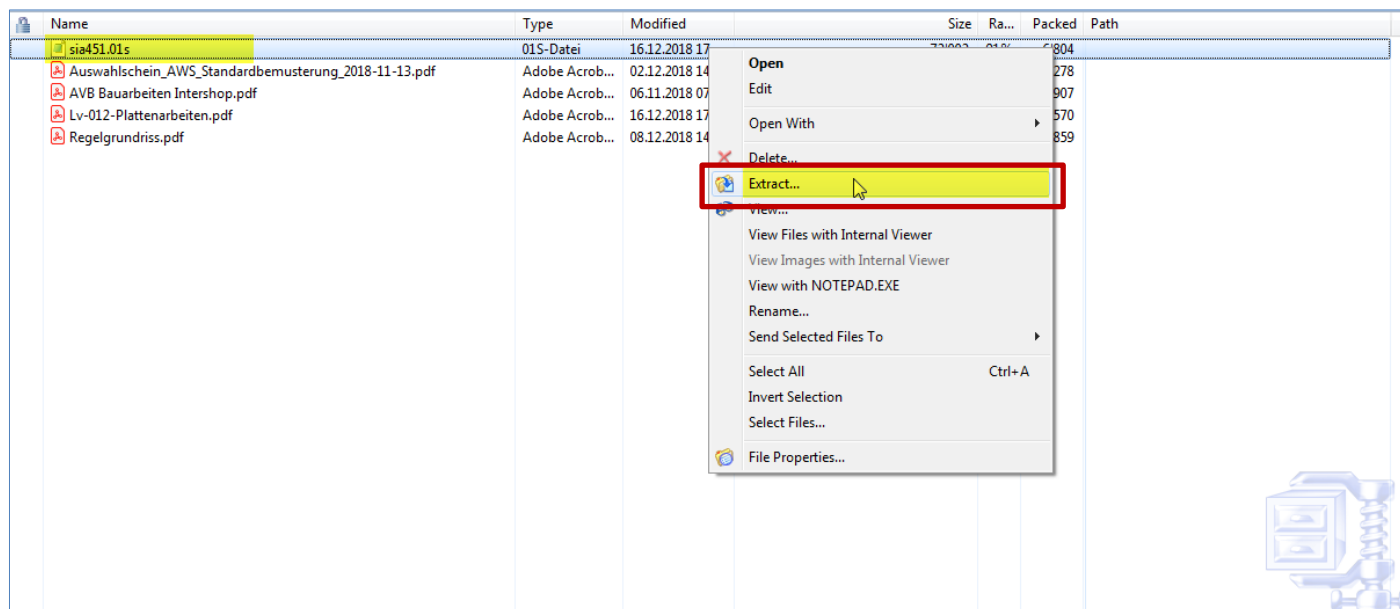 Name Type Modified Size Ra... Packed Path
sia451.01s 01S-Datei 16.12.2018 17 804
Auswahlschein_AWS_Standardbemusterung_2018-11-13.pdf Adobe Acrob... 02.12.2018 14 278
AVB Bauarbeiten Intershop.pdf Adobe Acrob... 06.11.2018 07 907
Lv-012-Plattenarbeiten.pdf Adobe Acrob... 16.12.2018 17 570
Regelgrundriss.pdf Adobe Acrob... 08.12.2018 14 859
Open
Edit
Open With
Delete...
Extract...
View...
View Files with Internal Viewer
View Images with Internal Viewer
View with NOTEPAD.EXE
Rename...
Send Selected Files To
Select All Ctrl+A
Invert Selection
Select Files...
File Properties...